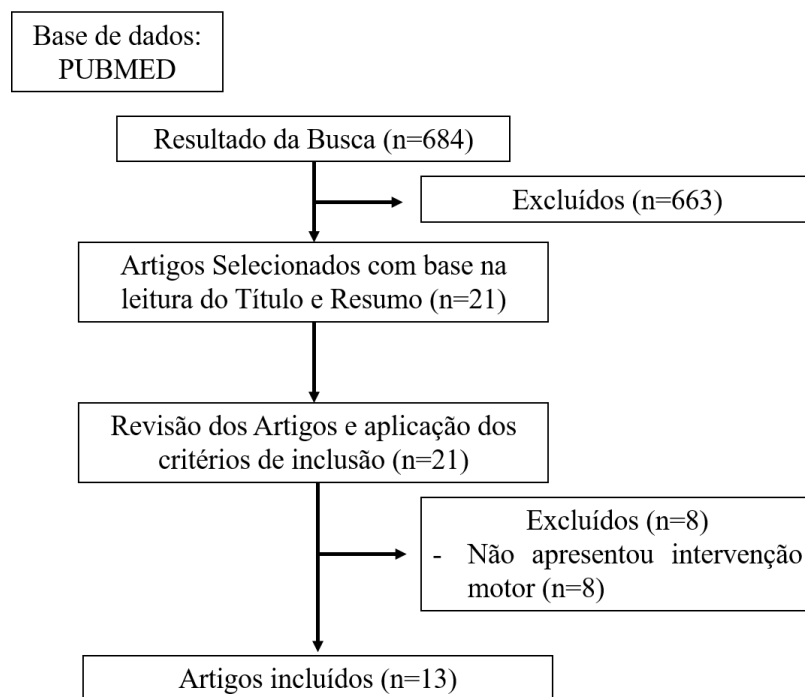 Base de dados:
PUBMED
Resultado da Busca (n=684)
Excluídos (n=663)
Artigos Selecionados com base na
leitura do Título e Resumo (n=21)
Revisão dos Artigos e aplicação dos
critérios de inclusão (n=21)
Excluídos (n=8)
- Não apresentou intervenção
motor (n=8)
Artigos incluídos (n=13)